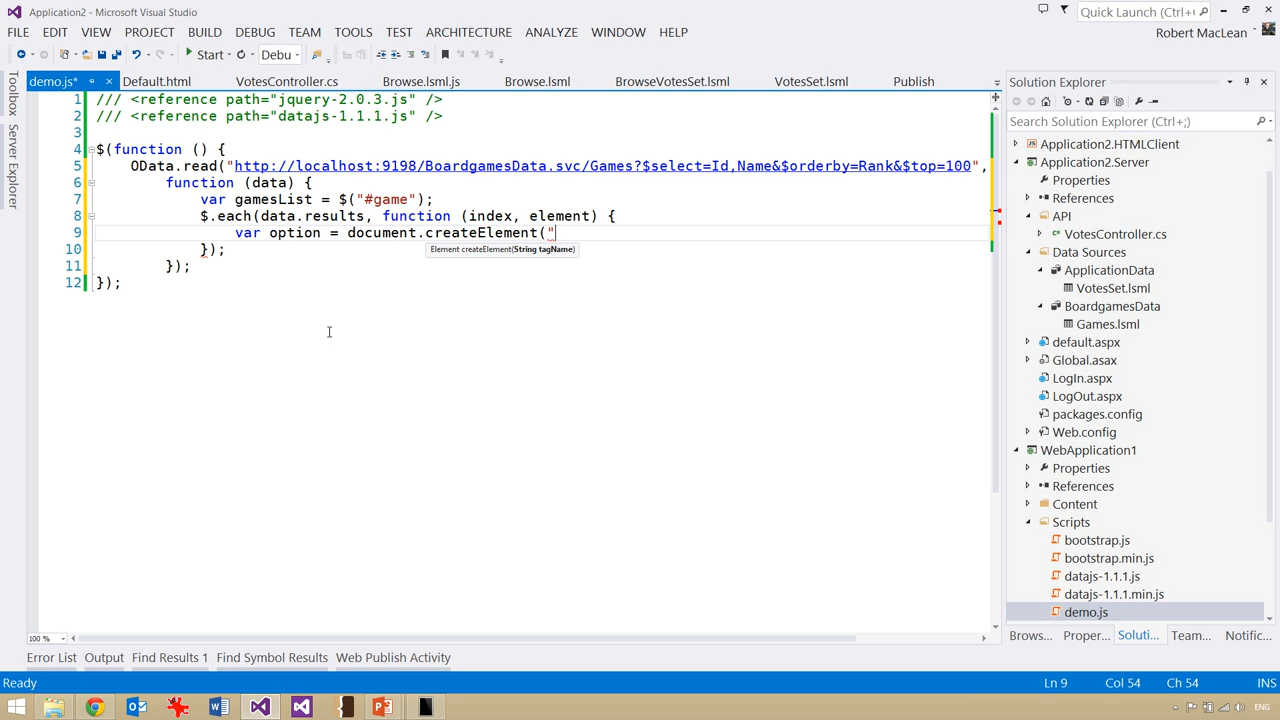 Application2 - Microsoft Visual Studio
Quick Launch (Ctrl+
FILE EDIT VIEW PROJECT BUILD DEBUG TEAM TOOLS TEST ARCHITECTURE ANALYZE WINDOW HELP
Robert MacLean
Start
Debu
demo.js* Default.html VotesController.cs Browse.lsml.js Browse.lsml BrowseVotesSet.lsml VotesSet.lsml Publish
Toolbox
Server Explorer
1 /// <reference path="jquery-2.0.3.js" />
2 /// <reference path="datajs-1.1.1.js" />
3
4 $(function () {
5 OData.read("http://localhost:9198/BoardgamesData.svc/Games?$select=Id,Name&$orderby=Rank&$top=100",
6 function (data) {
7 var gamesList = $("#game");
8 $.each(data.results, function (index, element) {
9 var option = document.createElement("
Element createElement(String tagName)
10 });
11 });
12 });
100 %
Solution Explorer
Search Solution Explorer (Ctrl+;)
Application2.HTMLClient
Application2.Server
Properties
References
API
VotesController.cs
Data Sources
ApplicationData
VotesSet.lsml
BoardgamesData
Games.lsml
default.aspx
Global.asax
LogIn.aspx
LogOut.aspx
packages.config
Web.config
WebApplication1
Properties
References
Content
Scripts
bootstrap.js
bootstrap.min.js
datajs-1.1.1.js
datajs-1.1.1.min.js
demo.js
Brows... Proper... Soluti... Team... Notific...
Error List Output Find Results 1 Find Symbol Results Web Publish Activity
Ready Ln 9 Col 54 Ch 54 INS
ENG